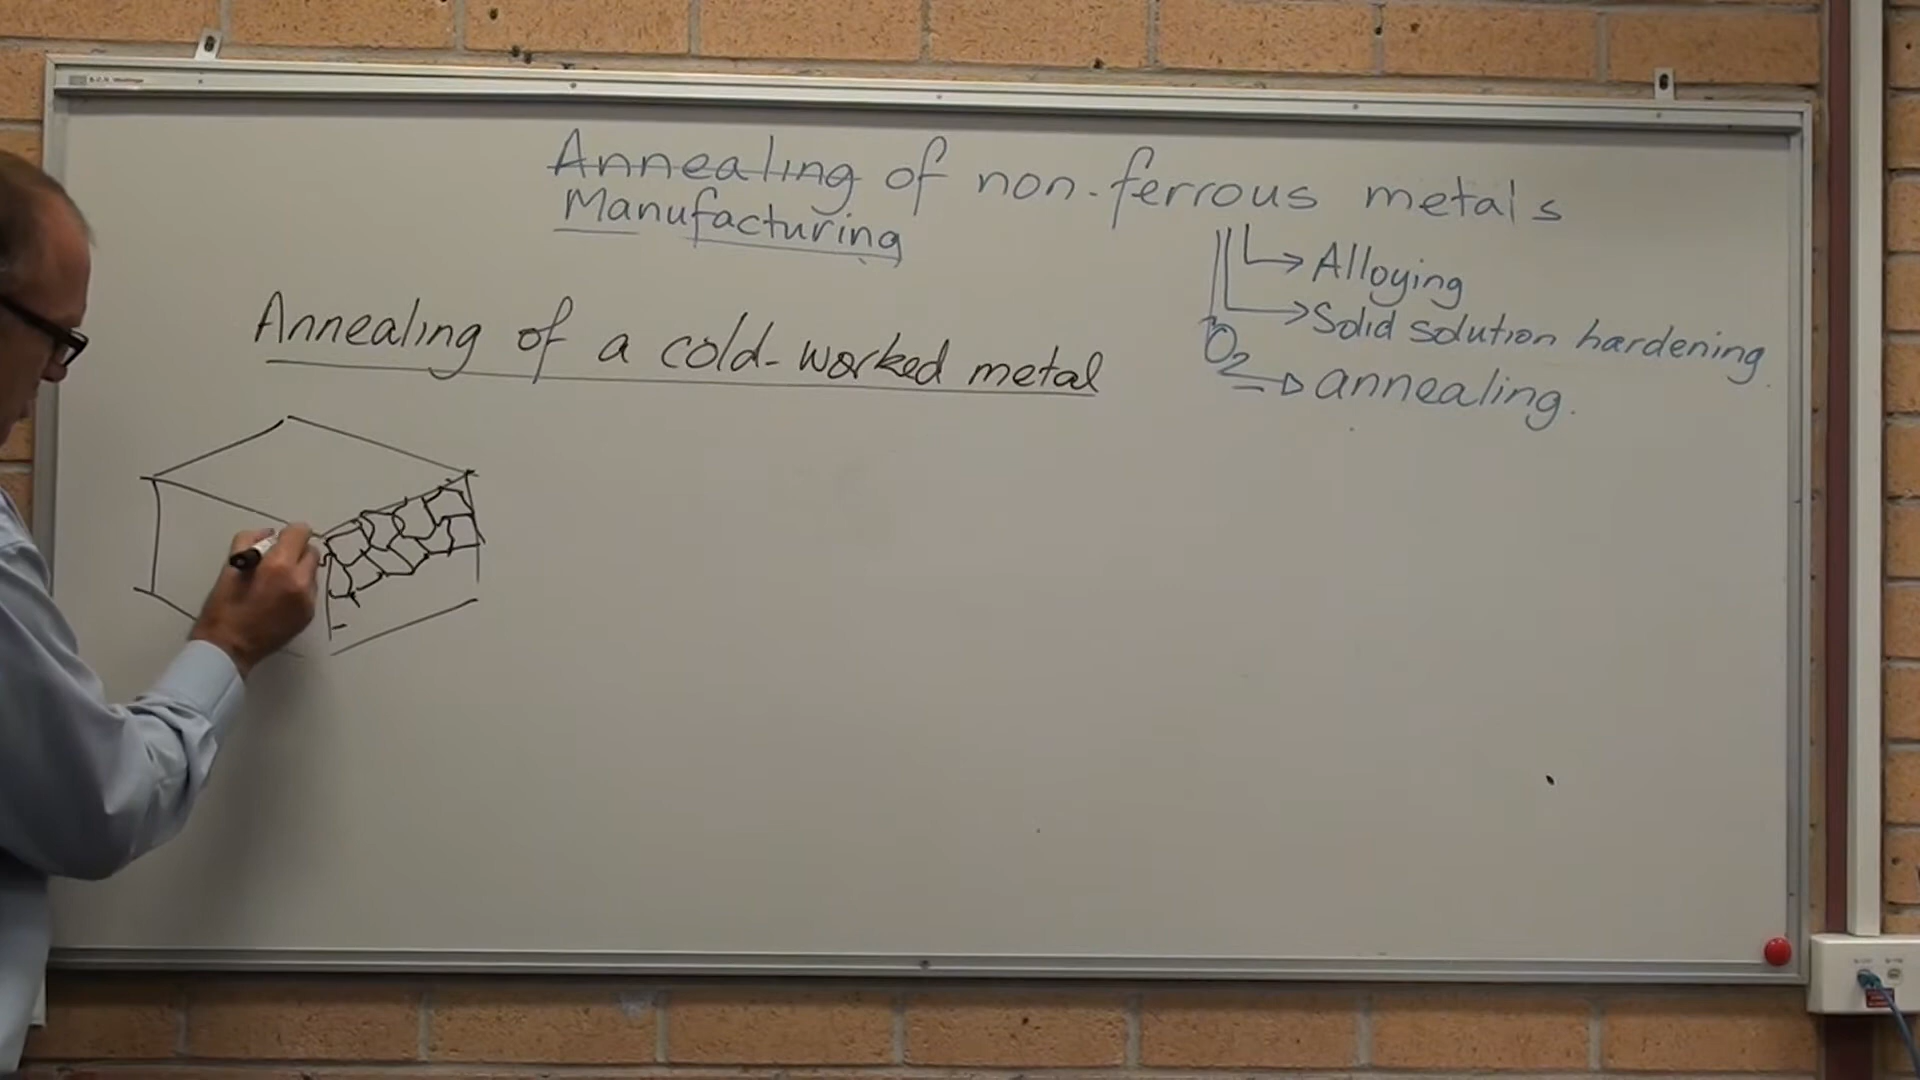 Annealing of non-ferrous metals
Manufacturing
Alloying
Solid solution hardening
O2 annealing.
Annealing of a cold-worked metal